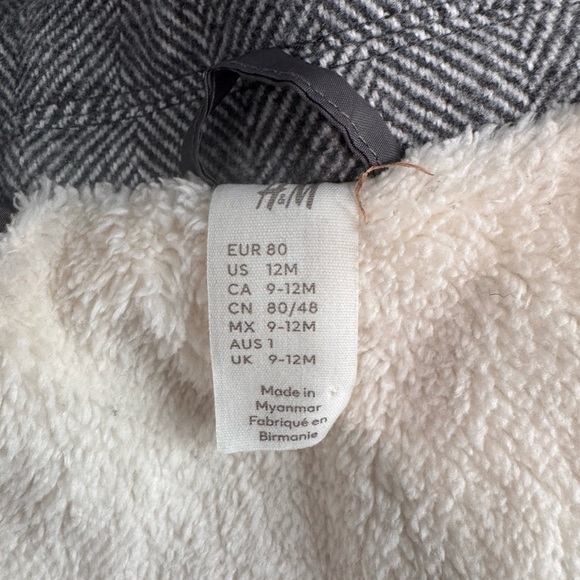 H&M
EUR 80
US 12M
CA 9-12M
CN 80/48
MX 9-12M
AUS 1
UK 9-12M
Made in
Myanmar
Fabriqué en
Birmanie